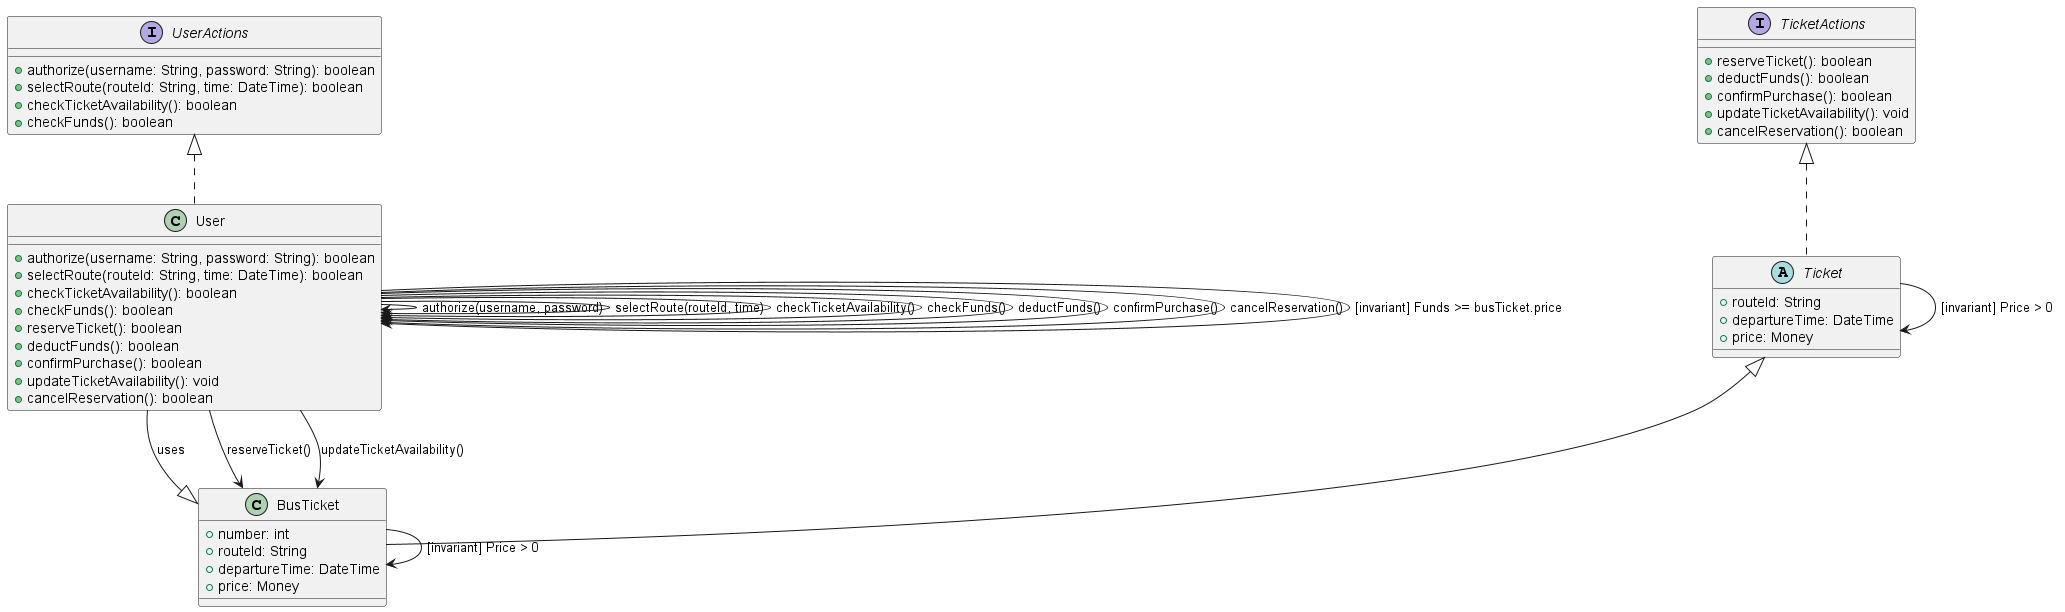 I UserActions
authorize(username: String, password: String): boolean
selectRoute(routeId: String, time: DateTime): boolean
checkTicketAvailability(): boolean
checkFunds(): boolean
I TicketActions
reserveTicket(): boolean
deductFunds(): boolean
confirmPurchase(): boolean
updateTicketAvailability(): void
cancelReservation(): boolean
C User
authorize(username: String, password: String): boolean
selectRoute(routeId: String, time: DateTime): boolean
checkTicketAvailability(): boolean
checkFunds(): boolean
reserveTicket(): boolean
deductFunds(): boolean
confirmPurchase(): boolean
updateTicketAvailability(): void
cancelReservation(): boolean
authorize(username, password)
selectRoute(routeId, time)
checkTicketAvailability()
checkFunds()
deductFunds()
confirmPurchase()
cancelReservation()
[invariant] Funds >= busTicket.price
A Ticket
routeId: String
departureTime: DateTime
price: Money
[invariant] Price > 0
uses
reserveTicket()
updateTicketAvailability()
C BusTicket
number: int
routeId: String
departureTime: DateTime
price: Money
[invariant] Price > 0